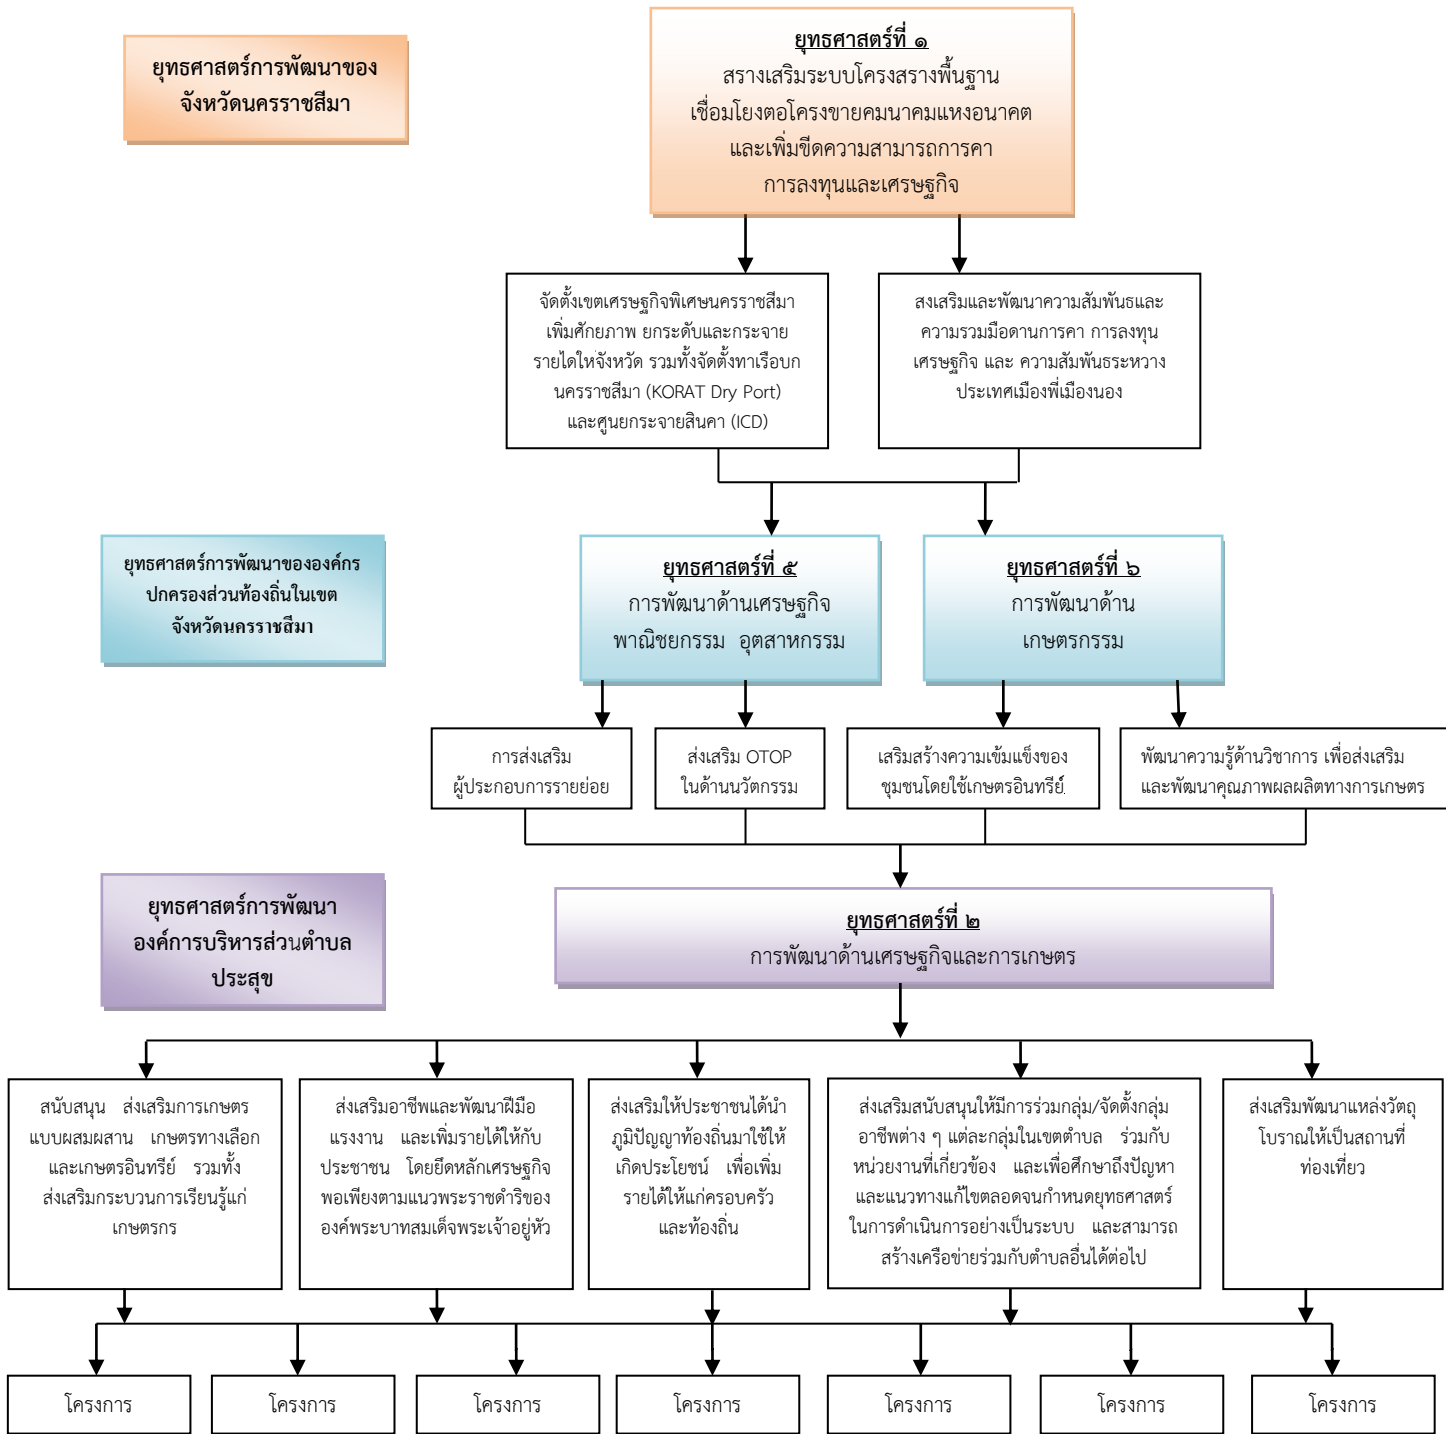 ยุทธศาสตร์การพัฒนาของ
จังหวัดนครราชสีมา
ยุทธศาสตร์ที่ ๑
สรางเสริมระบบโครงสรางพื้นฐาน
เชื่อมโยงตอโครงขายคมนาคมแหงอนาคต
และเพิ่มขีดความสามารถการคา
การลงทุนและเศรษฐกิจ
จัดตั้งเขตเศรษฐกิจพิเศษนครราชสีมา
เพิ่มศักยภาพ ยกระดับและกระจาย
รายไดใหจังหวัด รวมทั้งจัดตั้งทาเรือบก
นครราชสีมา (KORAT Dry Port)
และศูนยกระจายสินคา (ICD)
สงเสริมและพัฒนาความสัมพันธและ
ความรวมมือดานการคา การลงทุน
เศรษฐกิจ และ ความสัมพันธระหวาง
ประเทศเมืองพี่เมืองนอง
ยุทธศาสตร์การพัฒนาขององค์กร
ปกครองส่วนท้องถิ่นในเขต
จังหวัดนครราชสีมา
ยุทธศาสตร์ที่ ๕
การพัฒนาด้านเศรษฐกิจ
พาณิชยกรรม อุตสาหกรรม
ยุทธศาสตร์ที่ ๖
การพัฒนาด้าน
เกษตรกรรม
การส่งเสริม
ผู้ประกอบการรายย่อย
ส่งเสริม OTOP
ในด้านนวัตกรรม
เสริมสร้างความเข้มแข็งของ
ชุมชนโดยใช้เกษตรอินทรีย์
พัฒนาความรู้ด้านวิชาการ เพื่อส่งเสริม
และพัฒนาคุณภาพผลผลิตทางการเกษตร
ยุทธศาสตร์การพัฒนา
องค์การบริหารส่วนตำบล
ประสุข
ยุทธศาสตร์ที่ ๒
การพัฒนาด้านเศรษฐกิจและการเกษตร
สนับสนุน ส่งเสริมการเกษตร
แบบผสมผสาน เกษตรทางเลือก
และเกษตรอินทรีย์ รวมทั้ง
ส่งเสริมกระบวนการเรียนรู้แก่
เกษตรกร
ส่งเสริมอาชีพและพัฒนาฝีมือ
แรงงาน และเพิ่มรายได้ให้กับ
ประชาชน โดยยึดหลักเศรษฐกิจ
พอเพียงตามแนวพระราชดำริของ
องค์พระบาทสมเด็จพระเจ้าอยู่หัว
ส่งเสริมให้ประชาชนได้นำ
ภูมิปัญญาท้องถิ่นมาใช้ให้
เกิดประโยชน์ เพื่อเพิ่ม
รายได้ให้แก่ครอบครัว
และท้องถิ่น
ส่งเสริมสนับสนุนให้มีการร่วมกลุ่ม/จัดตั้งกลุ่ม
อาชีพต่าง ๆ แต่ละกลุ่มในเขตตำบล ร่วมกับ
หน่วยงานที่เกี่ยวข้อง และเพื่อศึกษาถึงปัญหา
และแนวทางแก้ไขตลอดจนกำหนดยุทธศาสตร์
ในการดำเนินการอย่างเป็นระบบ และสามารถ
สร้างเครือข่ายร่วมกับตำบลอื่นได้ต่อไป
ส่งเสริมพัฒนาแหล่งวัตถุ
โบราณให้เป็นสถานที่
ท่องเที่ยว
โครงการ
โครงการ
โครงการ
โครงการ
โครงการ
โครงการ
โครงการ